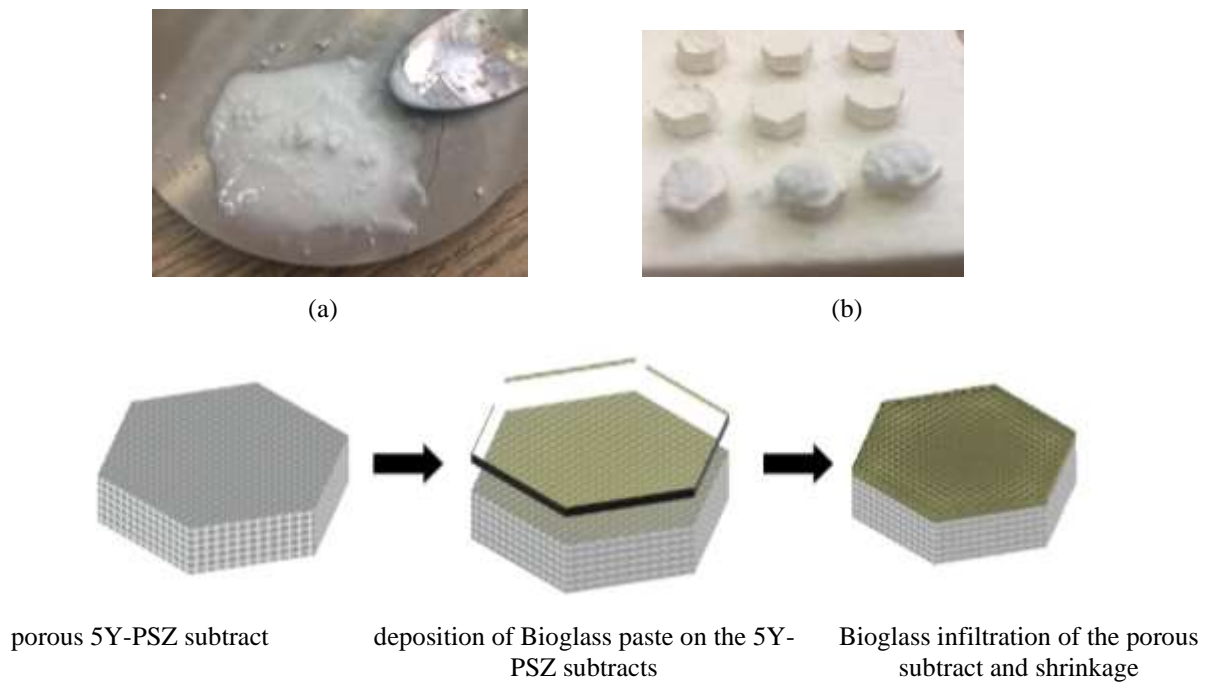 (a)
(b)
porous 5Y-PSZ subtract
deposition of Bioglass paste on the 5Y-
PSZ subtracts
Bioglass infiltration of the porous
subtract and shrinkage